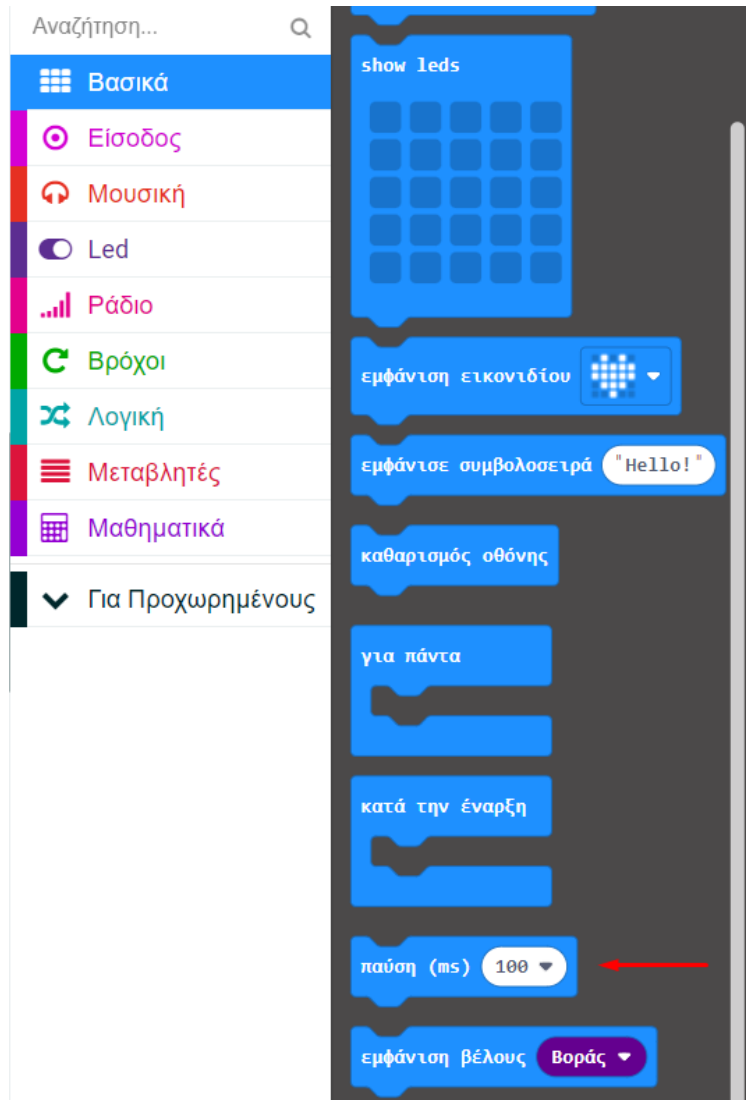 Αναζήτηση...
Βασικά
Είσοδος
Μουσική
Led
Ράδιο
Βρόχοι
Λογική
Μεταβλητές
Μαθηματικά
Για Προχωρημένους
show leds
εμφάνιση εικονιδίου
εμφάνισε συμβολοσειρά "Hello!"
καθαρισμός οθόνης
για πάντα
κατά την έναρξη
παύση (ms) 100
εμφάνιση βέλους Βοράς